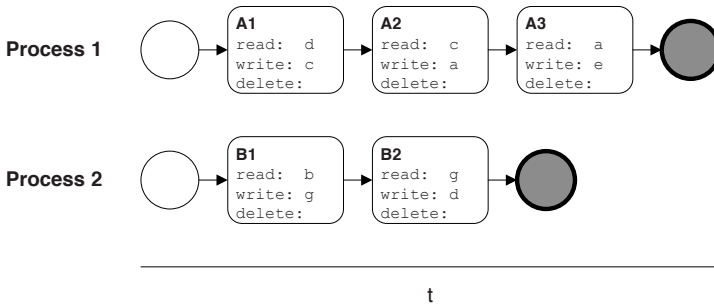 Process 1
A1
read: d
write: c
delete:
A2
read: c
write: a
delete:
A3
read: a
write: e
delete:
Process 2
B1
read: b
write: g
delete:
B2
read: g
write: d
delete:
t